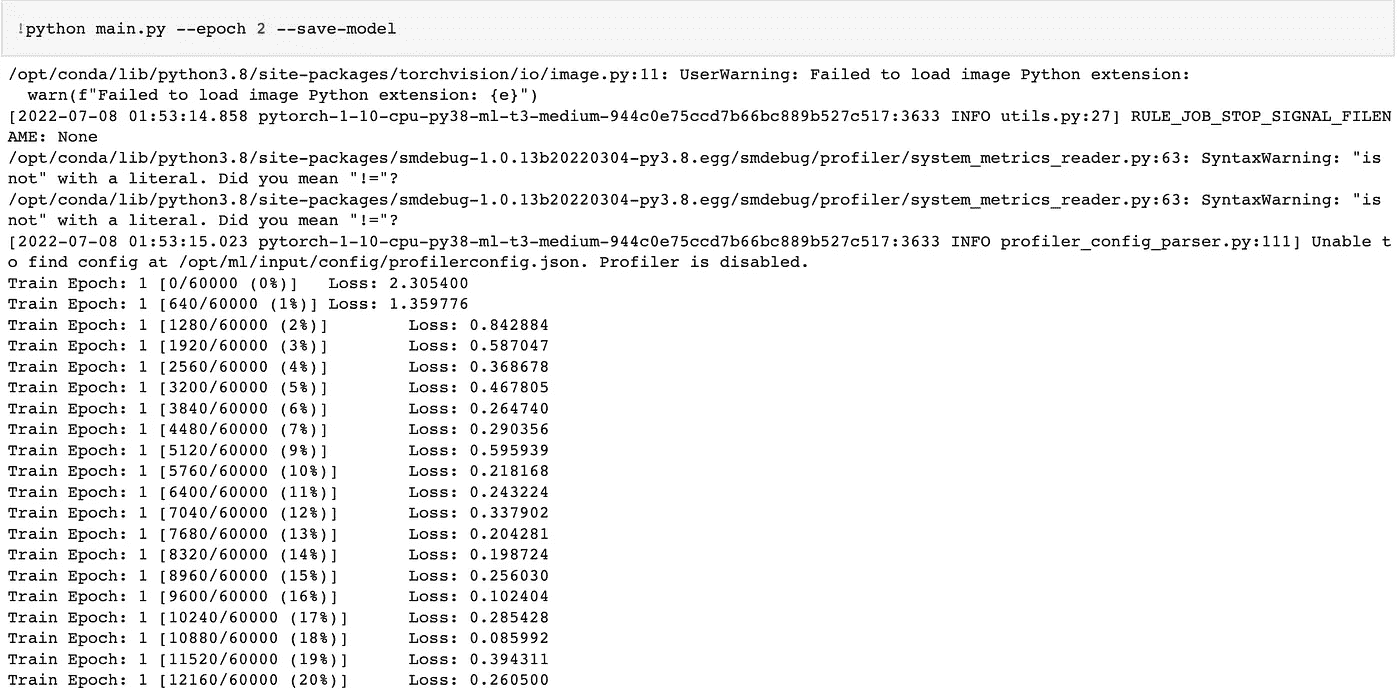 !python main.py --epoch 2 --save-model
/opt/conda/lib/python3.8/site-packages/torchvision/io/image.py:11: UserWarning: Failed to load image Python extension:
  warn(f"Failed to load image Python extension: {e}")
[2022-07-08 01:53:14.858 pytorch-1-10-cpu-py38-ml-t3-medium-944c0e75ccd7b66bc889b527c517:3633 INFO utils.py:27] RULE_JOB_STOP_SIGNAL_FILEN
AME: None
/opt/conda/lib/python3.8/site-packages/smdebug-1.0.13b20220304-py3.8.egg/smdebug/profiler/system_metrics_reader.py:63: SyntaxWarning: "is
not" with a literal. Did you mean "!="?
/opt/conda/lib/python3.8/site-packages/smdebug-1.0.13b20220304-py3.8.egg/smdebug/profiler/system_metrics_reader.py:63: SyntaxWarning: "is
not" with a literal. Did you mean "!="?
[2022-07-08 01:53:15.023 pytorch-1-10-cpu-py38-ml-t3-medium-944c0e75ccd7b66bc889b527c517:3633 INFO profiler_config_parser.py:111] Unable t
o find config at /opt/ml/input/config/profilerconfig.json. Profiler is disabled.
Train Epoch: 1 [0/60000 (0%)]   Loss: 2.305400
Train Epoch: 1 [640/60000 (1%)] Loss: 1.359776
Train Epoch: 1 [1280/60000 (2%)]        Loss: 0.842884
Train Epoch: 1 [1920/60000 (3%)]        Loss: 0.587047
Train Epoch: 1 [2560/60000 (4%)]        Loss: 0.368678
Train Epoch: 1 [3200/60000 (5%)]        Loss: 0.467805
Train Epoch: 1 [3840/60000 (6%)]        Loss: 0.264740
Train Epoch: 1 [4480/60000 (7%)]        Loss: 0.290356
Train Epoch: 1 [5120/60000 (9%)]        Loss: 0.595939
Train Epoch: 1 [5760/60000 (10%)]       Loss: 0.218168
Train Epoch: 1 [6400/60000 (11%)]       Loss: 0.243224
Train Epoch: 1 [7040/60000 (12%)]       Loss: 0.337902
Train Epoch: 1 [7680/60000 (13%)]       Loss: 0.204281
Train Epoch: 1 [8320/60000 (14%)]       Loss: 0.198724
Train Epoch: 1 [8960/60000 (15%)]       Loss: 0.256030
Train Epoch: 1 [9600/60000 (16%)]       Loss: 0.102404
Train Epoch: 1 [10240/60000 (17%)]      Loss: 0.285428
Train Epoch: 1 [10880/60000 (18%)]      Loss: 0.085992
Train Epoch: 1 [11520/60000 (19%)]      Loss: 0.394311
Train Epoch: 1 [12160/60000 (20%)]      Loss: 0.260500